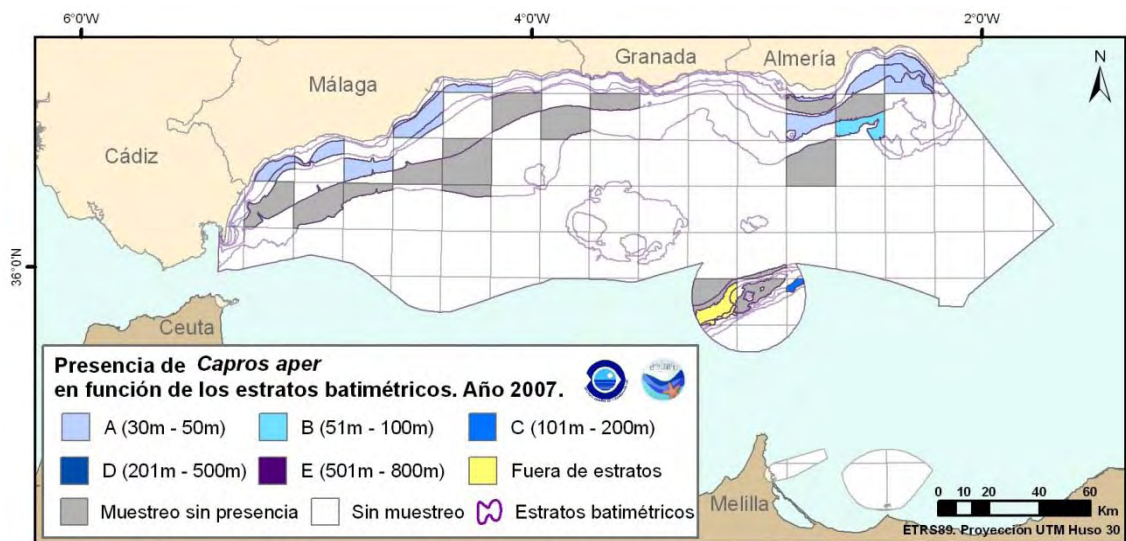 6°0'W
4°0'W
2°0'W
Granada
Almería
N
Málaga
Cádiz
36°0'N
Ceuta
Presencia de Capros aper
en función de los estratos batimétricos. Año 2007.
A (30m - 50m)
B (51m - 100m)
C (101m - 200m)
D (201m - 500m)
E (501m - 800m)
Fuera de estratos
Muestreo sin presencia
Sin muestreo
Estratos batimétricos
Melilla
0 10 20 40 60
Km
ETRS89. Proyección UTM Huso 30